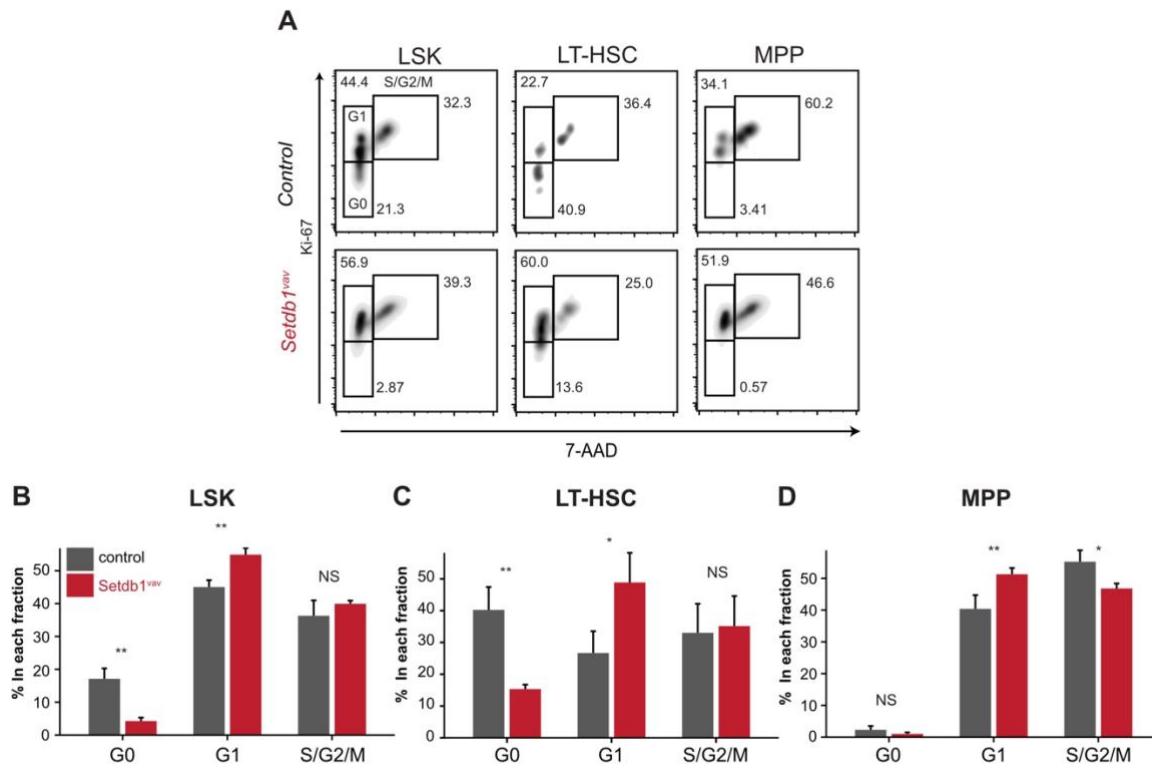 A
LSK
LT-HSC
MPP
44.4
S/G2/M
32.3
G1
G0
21.3
22.7
36.4
40.9
34.1
60.2
3.41
Control
Ki-67
Setdb1vav
56.9
39.3
2.87
60.0
25.0
13.6
51.9
46.6
0.57
7-AAD
B
LSK
% In each fraction
50
40
30
20
10
0
control
Setdb1vav
**
**
NS
G0
G1
S/G2/M
C
LT-HSC
% In each fraction
50
40
30
20
10
0
**
*
NS
G0
G1
S/G2/M
D
MPP
% In each fraction
50
40
30
20
10
0
NS
**
*
G0
G1
S/G2/M